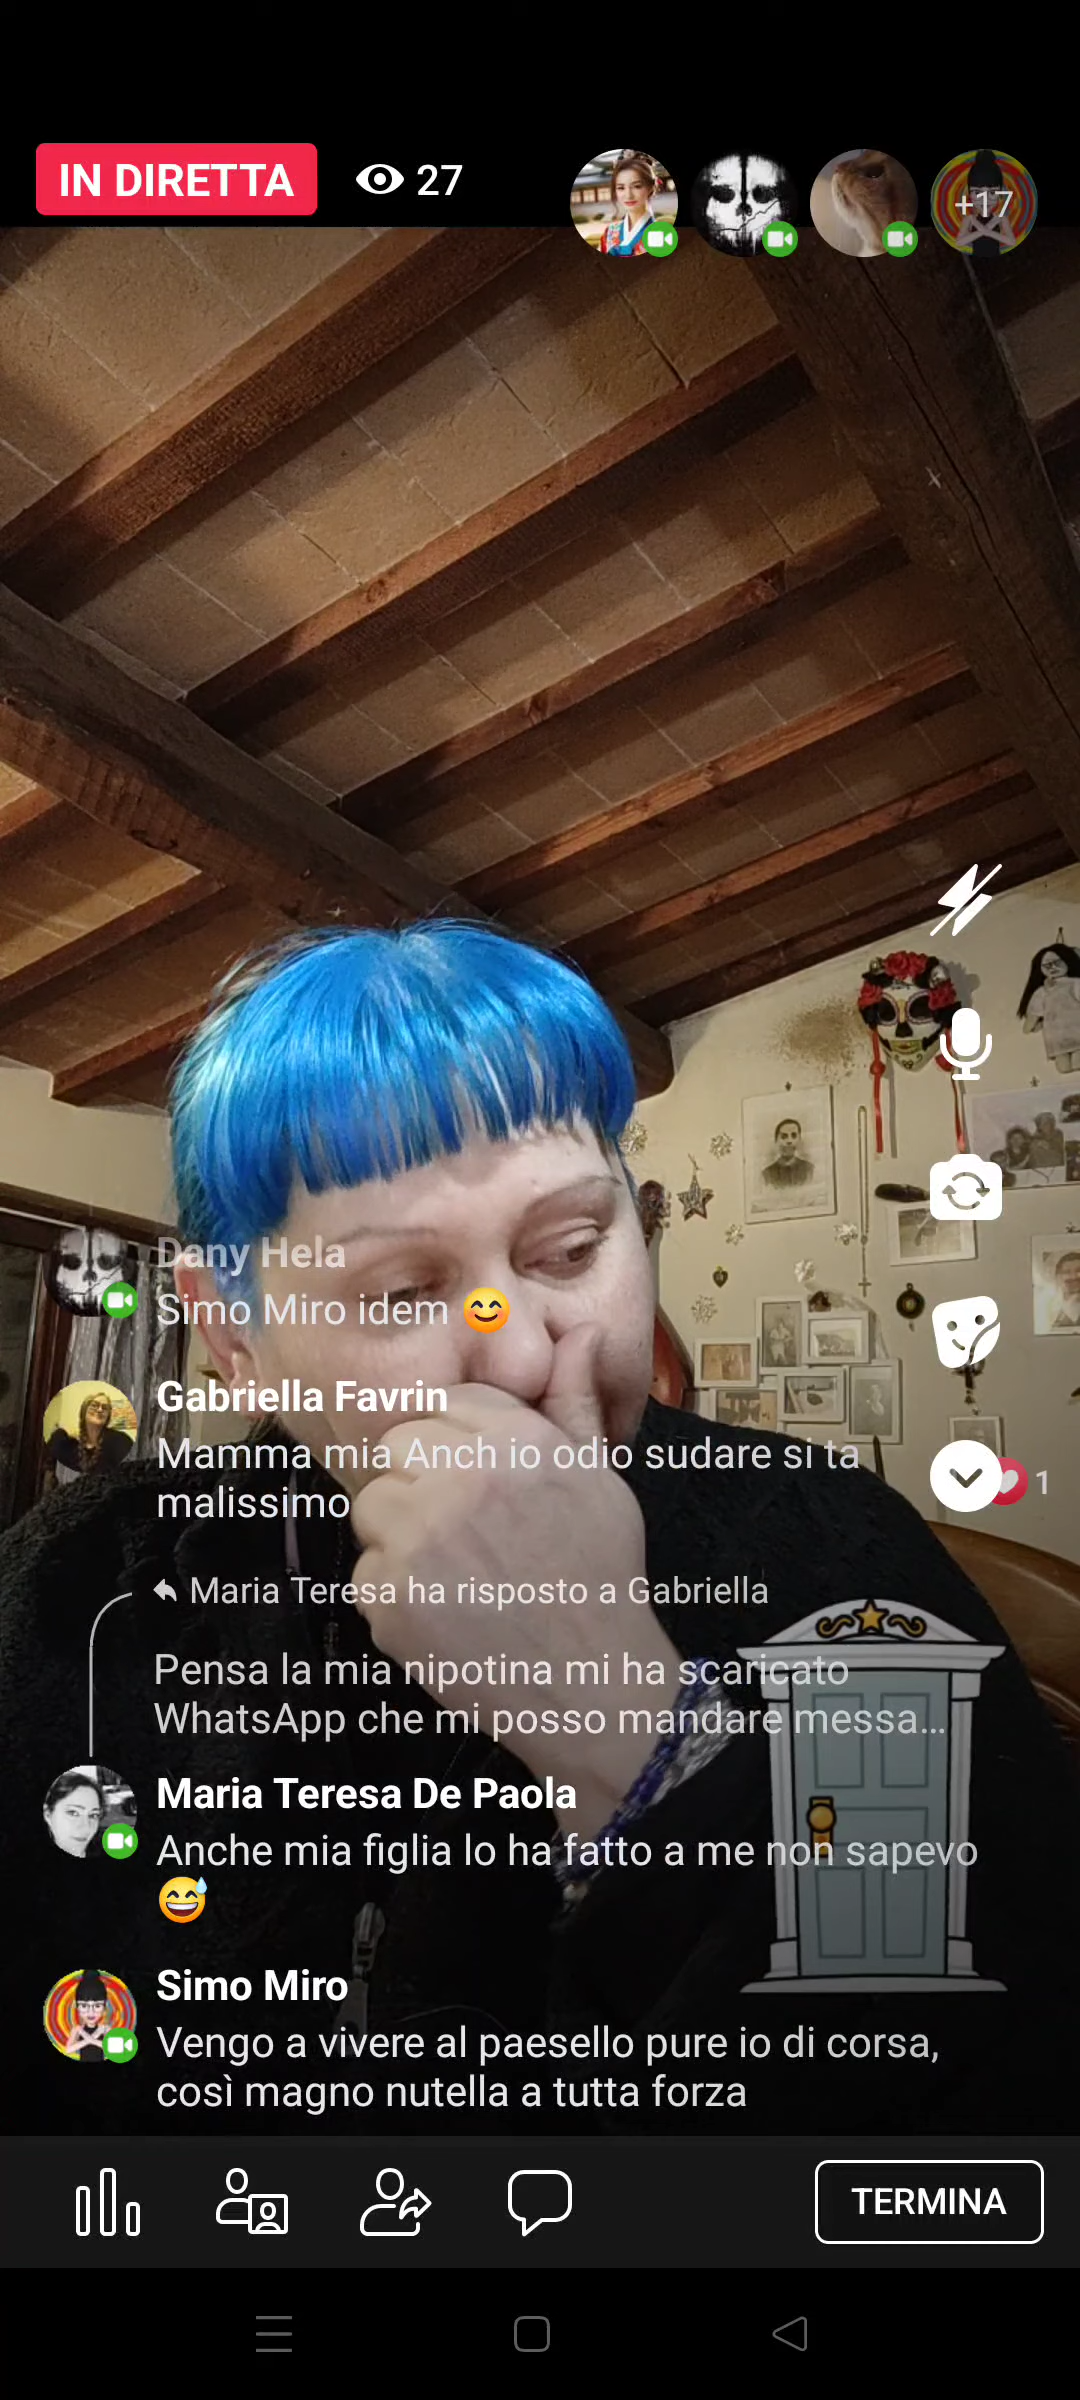 IN DIRETTA
27
+17
Dany Hela
Simo Miro idem 😊
Gabriella Favrin
Mamma mia Anch io odio sudare si ta
malissimo
1
Maria Teresa ha risposto a Gabriella
Pensa la mia nipotina mi ha scaricato
WhatsApp che mi posso mandare messa...
Maria Teresa De Paola
Anche mia figlia lo ha fatto a me non sapevo
😅
Simo Miro
Vengo a vivere al paesello pure io di corsa,
così magno nutella a tutta forza
TERMINA